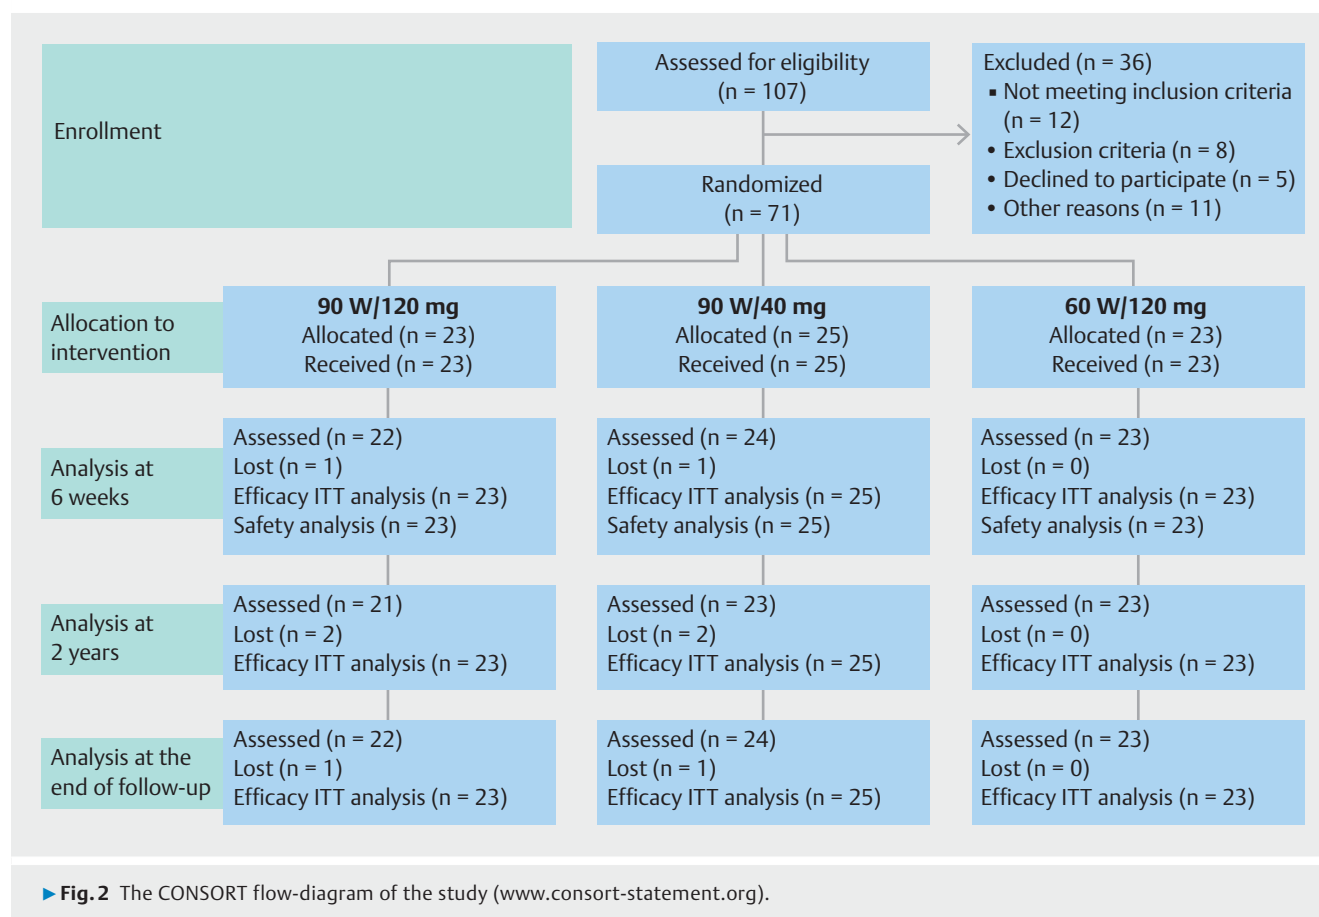 Enrollment
Assessed for eligibility
(n = 107)
Excluded (n = 36)
▪ Not meeting inclusion criteria
(n = 12)
• Exclusion criteria (n = 8)
• Declined to participate (n = 5)
• Other reasons (n = 11)
Randomized
(n = 71)
Allocation to
intervention
90 W/120 mg
Allocated (n = 23)
Received (n = 23)
90 W/40 mg
Allocated (n = 25)
Received (n = 25)
60 W/120 mg
Allocated (n = 23)
Received (n = 23)
Analysis at
6 weeks
Assessed (n = 22)
Lost (n = 1)
Efficacy ITT analysis (n = 23)
Safety analysis (n = 23)
Assessed (n = 24)
Lost (n = 1)
Efficacy ITT analysis (n = 25)
Safety analysis (n = 25)
Assessed (n = 23)
Lost (n = 0)
Efficacy ITT analysis (n = 23)
Safety analysis (n = 23)
Analysis at
2 years
Assessed (n = 21)
Lost (n = 2)
Efficacy ITT analysis (n = 23)
Assessed (n = 23)
Lost (n = 2)
Efficacy ITT analysis (n = 25)
Assessed (n = 23)
Lost (n = 0)
Efficacy ITT analysis (n = 23)
Analysis at the
end of follow-up
Assessed (n = 22)
Lost (n = 1)
Efficacy ITT analysis (n = 23)
Assessed (n = 24)
Lost (n = 1)
Efficacy ITT analysis (n = 25)
Assessed (n = 23)
Lost (n = 0)
Efficacy ITT analysis (n = 23)
▶ Fig. 2 The CONSORT flow-diagram of the study (www.consort-statement.org).